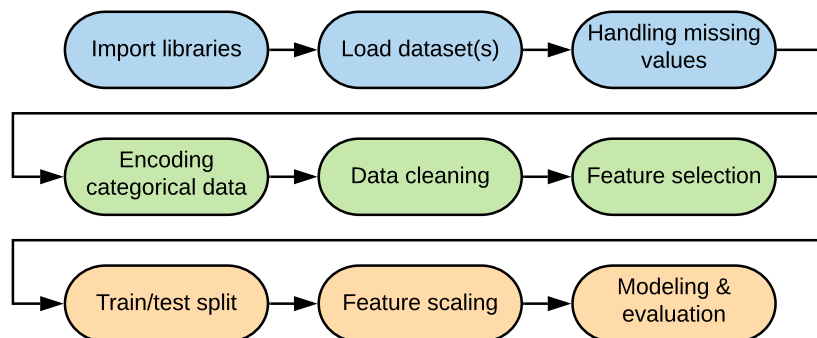 Import libraries
Load dataset(s)
Handling missing
values
Encoding
categorical data
Data cleaning
Feature selection
Train/test split
Feature scaling
Modeling &
evaluation